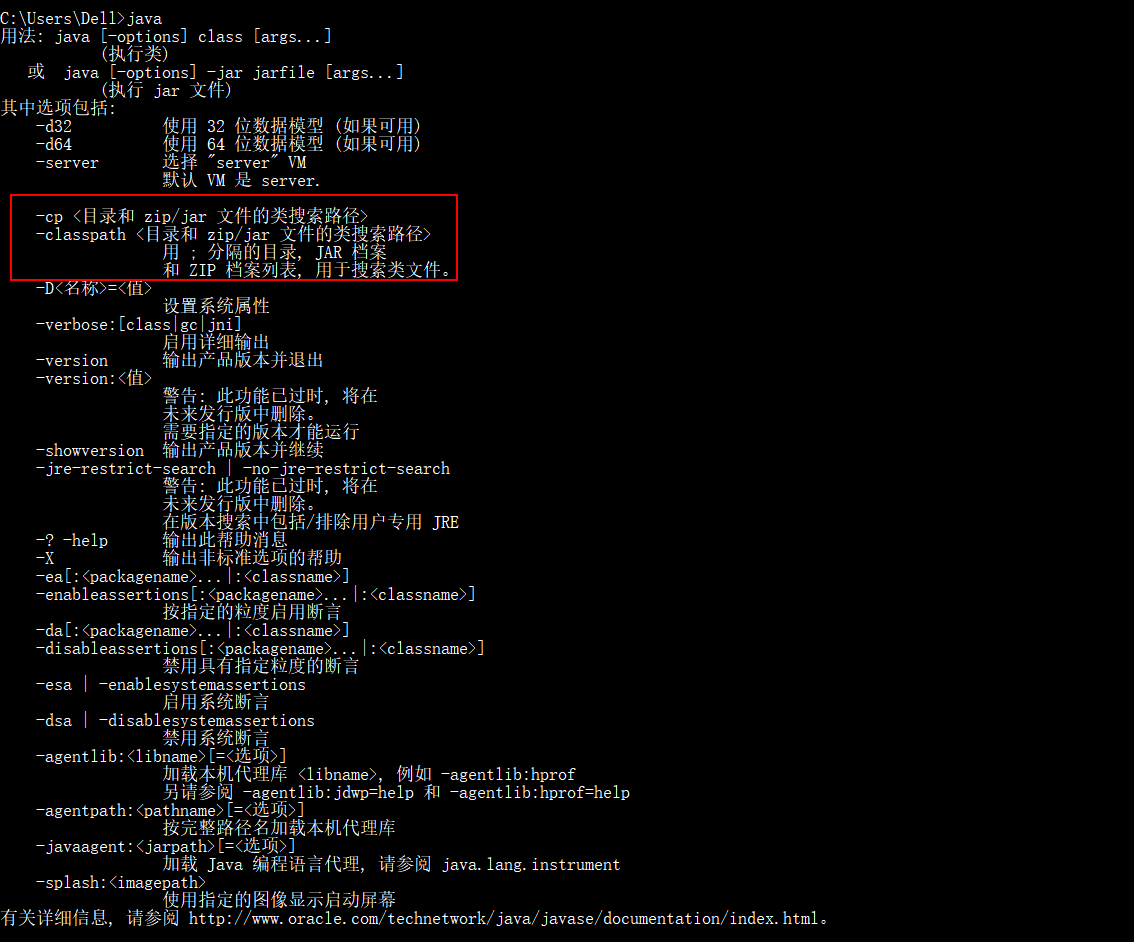 C:\Users\Dell>java
用法: java [-options] class [args...]
(执行类)
或 java [-options] -jar jarfile [args...]
(执行 jar 文件)
其中选项包括:
-d32 使用 32 位数据模型 (如果可用)
-d64 使用 64 位数据模型 (如果可用)
-server 选择 "server" VM
默认 VM 是 server.
-cp <目录和 zip/jar 文件的类搜索路径>
-classpath <目录和 zip/jar 文件的类搜索路径>
用 ; 分隔的目录, JAR 档案
和 ZIP 档案列表, 用于搜索类文件。
-D<名称>=<值>
设置系统属性
-verbose:[class|gc|jni]
启用详细输出
-version 输出产品版本并退出
-version:<值>
警告: 此功能已过时, 将在
未来发行版中删除。
需要指定的版本才能运行
-showversion 输出产品版本并继续
-jre-restrict-search | -no-jre-restrict-search
警告: 此功能已过时, 将在
未来发行版中删除。
在版本搜索中包括/排除用户专用 JRE
-? -help 输出此帮助消息
-X 输出非标准选项的帮助
-ea[:<packagename>...|:<classname>]
-enableassertions[:<packagename>...|:<classname>]
按指定的粒度启用断言
-da[:<packagename>...|:<classname>]
-disableassertions[:<packagename>...|:<classname>]
禁用具有指定粒度的断言
-esa | -enablesystemassertions
启用系统断言
-dsa | -disablesystemassertions
禁用系统断言
-agentlib:<libname>[=<选项>]
加载本机代理库 <libname>, 例如 -agentlib:hprof
另请参阅 -agentlib:jdwp=help 和 -agentlib:hprof=help
-agentpath:<pathname>[=<选项>]
按完整路径名加载本机代理库
-javaagent:<jarpath>[=<选项>]
加载 Java 编程语言代理, 请参阅 java.lang.instrument
-splash:<imagepath>
使用指定的图像显示启动屏幕
有关详细信息, 请参阅 http://www.oracle.com/technetwork/java/javase/documentation/index.html。